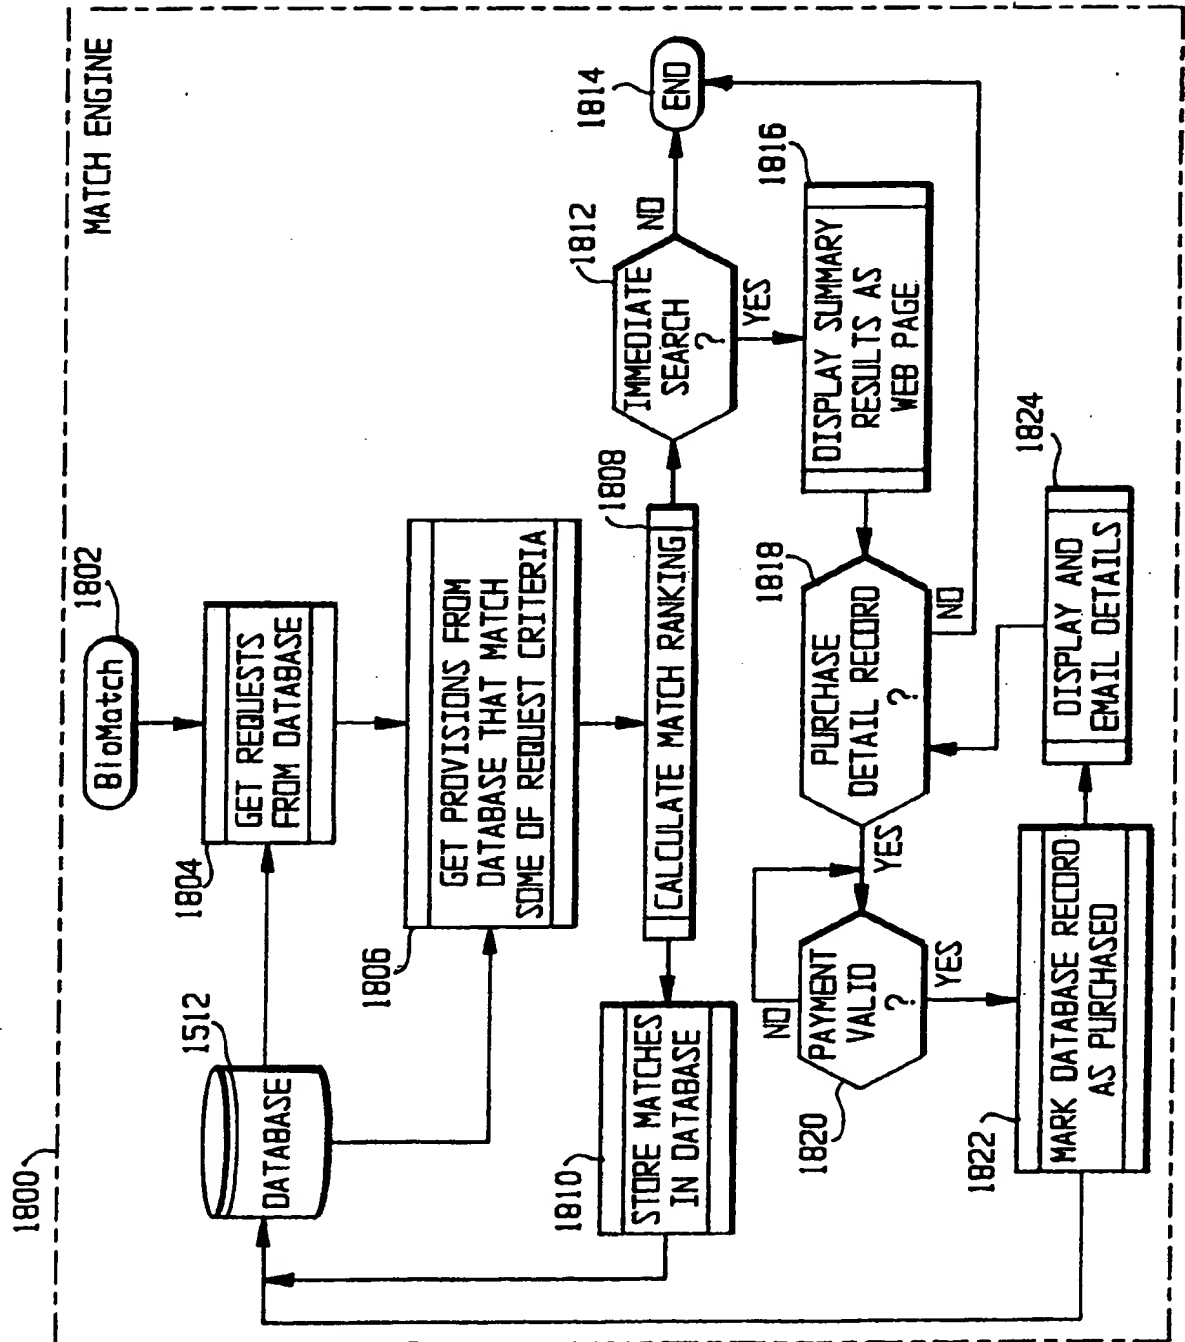 1800
MATCH ENGINE
BioMatch
1802
1512
DATABASE
1804
GET REQUESTS
FROM DATABASE
1806
GET PROVISIONS FROM
DATABASE THAT MATCH
SOME OF REQUEST CRITERIA
1808
CALCULATE MATCH RANKING
1810
STORE MATCHES
IN DATABASE
1812
IMMEDIATE
SEARCH
?
NO
YES
1814
END
1816
DISPLAY SUMMARY
RESULTS AS
WEB PAGE
1818
PURCHASE
DETAIL RECORD
?
NO
YES
1820
PAYMENT
VALID
?
NO
YES
1822
MARK DATABASE RECORD
AS PURCHASED
1824
DISPLAY AND
EMAIL DETAILS